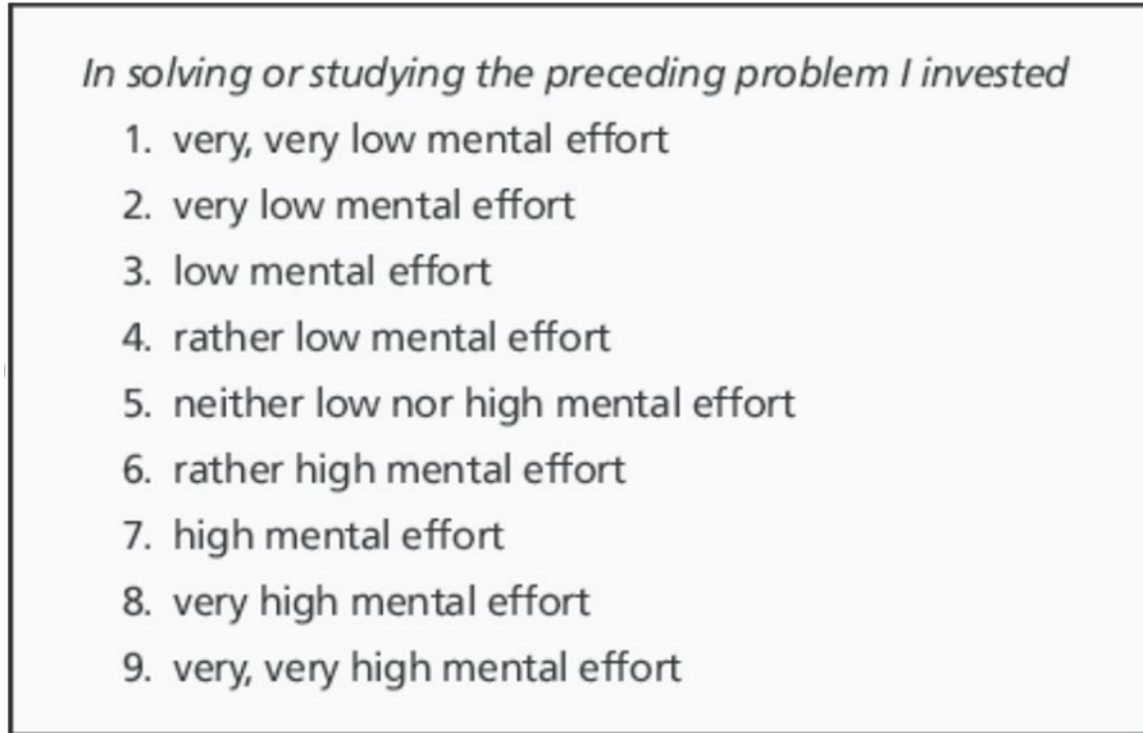 In solving or studying the preceding problem I invested
1. very, very low mental effort
2. very low mental effort
3. low mental effort
4. rather low mental effort
5. neither low nor high mental effort
6. rather high mental effort
7. high mental effort
8. very high mental effort
9. very, very high mental effort